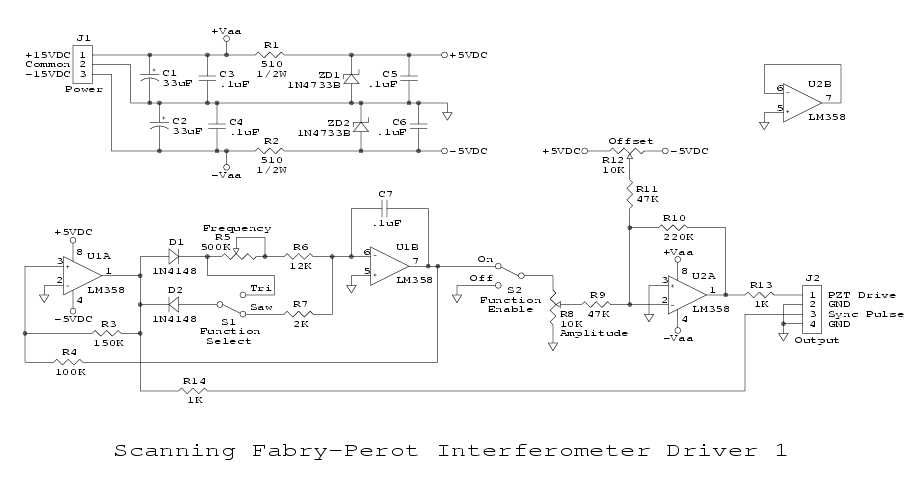 J1
+15VDC 1
Common 2
-15VDC 3
Power
+Vaa
R1
510
1/2W
+5VDC
C1
33uF
+
C3
.1uF
ZD1
1N4733B
C5
.1uF
C2
33uF
+
C4
.1uF
ZD2
1N4733B
C6
.1uF
R2
510
1/2W
-5VDC
-Vaa
U2B
6
-
5
+
7
LM358
Offset
+5VDC
-5VDC
R12
10K
R11
47K
C7
.1uF
+5VDC
8
U1A
3
+
2
-
1
LM358
4
-5VDC
D1
1N4148
D2
1N4148
Frequency
R5
500K
R6
12K
Tri
Saw
S1
Function
Select
R7
2K
6
-
5
+
U1B
7
LM358
On
Off
S2
Function
Enable
R8
10K
Amplitude
R9
47K
R10
220K
+Vaa
8
U2A
3
+
2
-
1
LM358
4
-Vaa
R13
1K
J2
1 PZT Drive
2 GND
3 Sync Pulse
4 GND
Output
R3
150K
R4
100K
R14
1K
Scanning Fabry-Perot Interferometer Driver 1